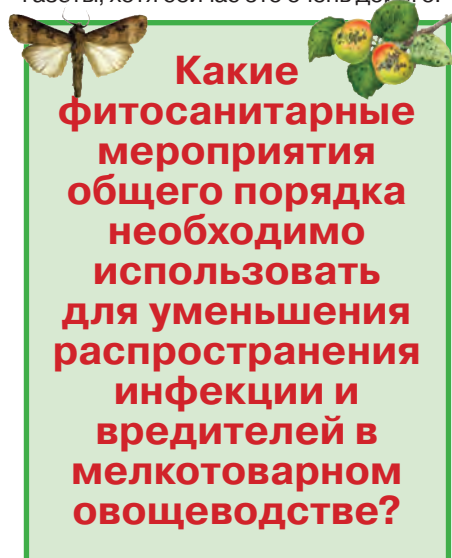 Какие
фитосанитарные
мероприятия
общего порядка
необходимо
использовать
для уменьшения
распространения
инфекции и
вредителей в
мелкотоварном
овощеводстве?